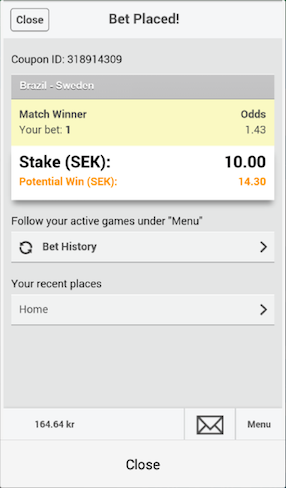 Close Bet Placed!
Coupon ID: 318914309
Brazil - Sweden
Match Winner Odds
Your bet: 1 1.43
Stake (SEK): 10.00
Potential Win (SEK): 14.30
Follow your active games under "Menu"
Bet History
Your recent places
Home
164.64 kr Menu
Close